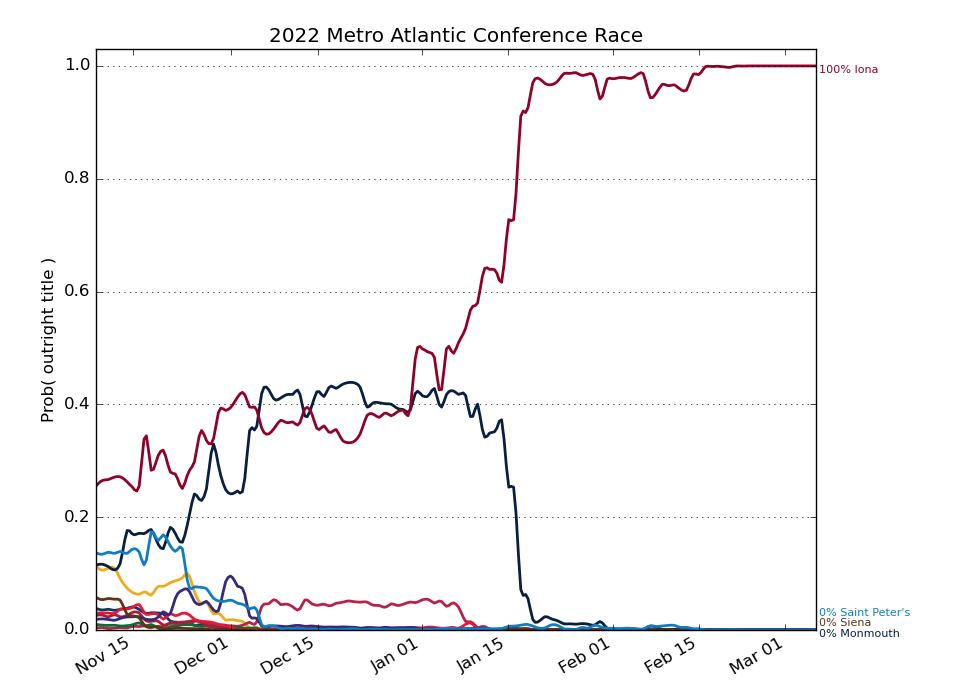 2022 Metro Atlantic Conference Race
Prob( outright title )
1.0
0.8
0.6
0.4
0.2
0.0
100% Iona
0% Saint Peter's
0% Siena
0% Monmouth
Nov 15
Dec 01
Dec 15
Jan 01
Jan 15
Feb 01
Feb 15
Mar 01